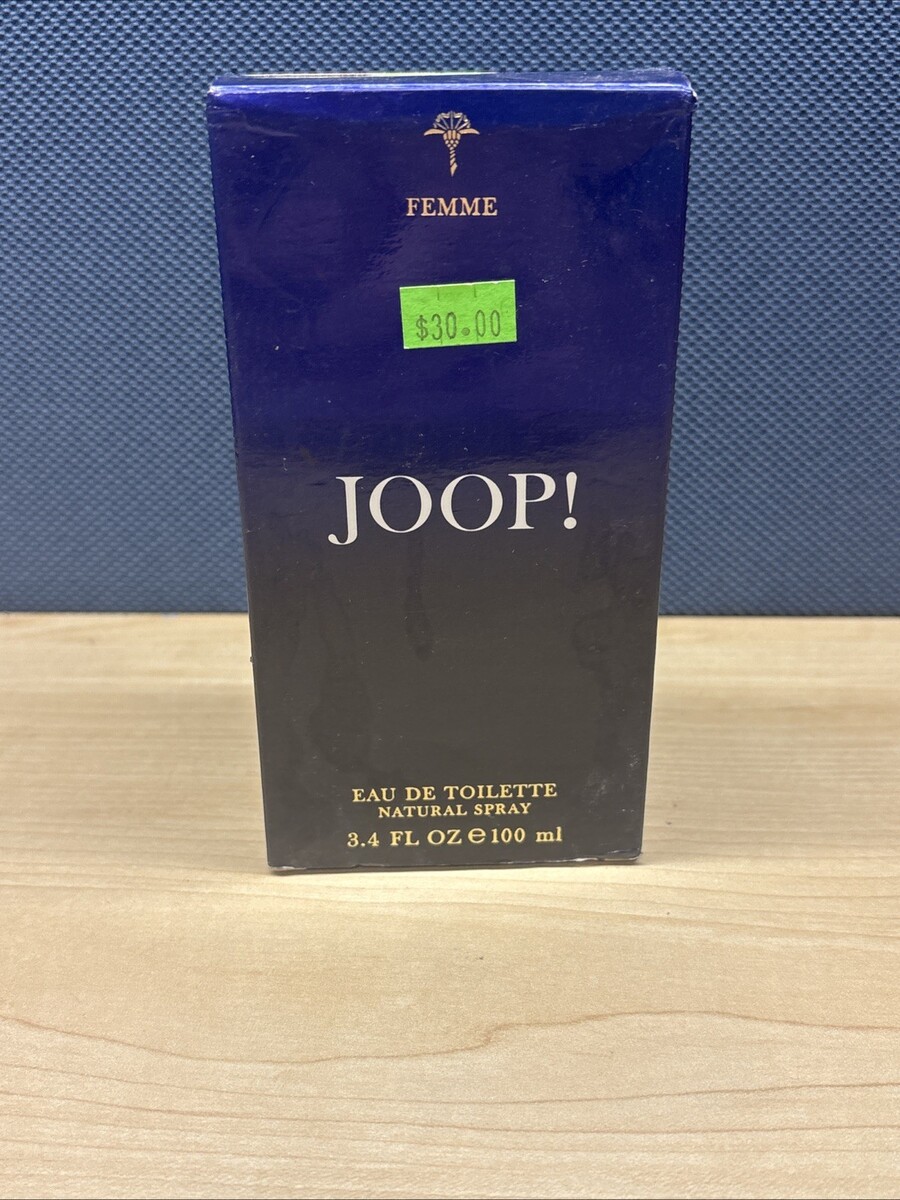 FEMME
$30.00
JOOP!
EAU DE TOILETTE
NATURAL SPRAY
3.4 FL OZ ℮ 100 ml